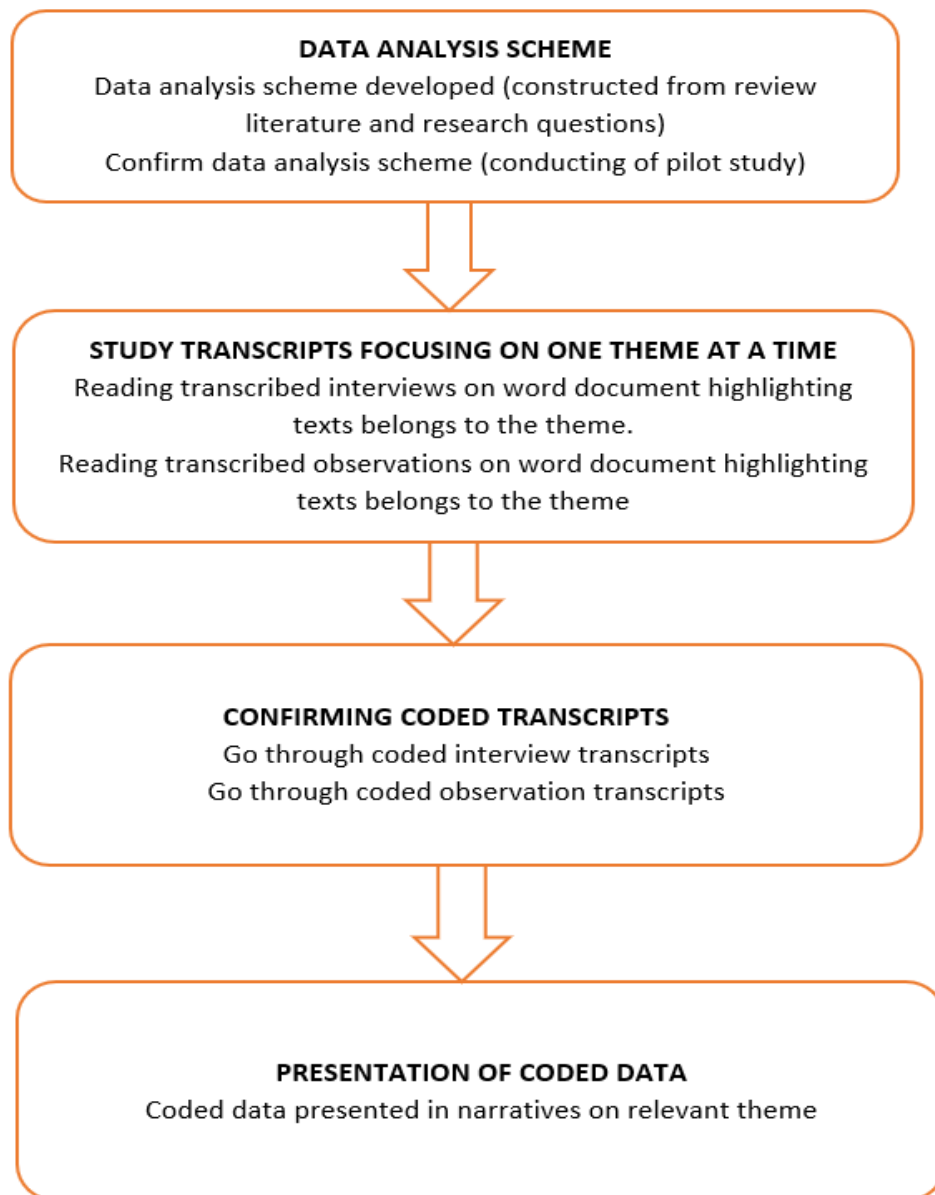 DATA ANALYSIS SCHEME
Data analysis scheme developed (constructed from review
literature and research questions)
Confirm data analysis scheme (conducting of pilot study)
STUDY TRANSCRIPTS FOCUSING ON ONE THEME AT A TIME
Reading transcribed interviews on word document highlighting
texts belongs to the theme.
Reading transcribed observations on word document highlighting
texts belongs to the theme
CONFIRMING CODED TRANSCRIPTS
Go through coded interview transcripts
Go through coded observation transcripts
PRESENTATION OF CODED DATA
Coded data presented in narratives on relevant theme